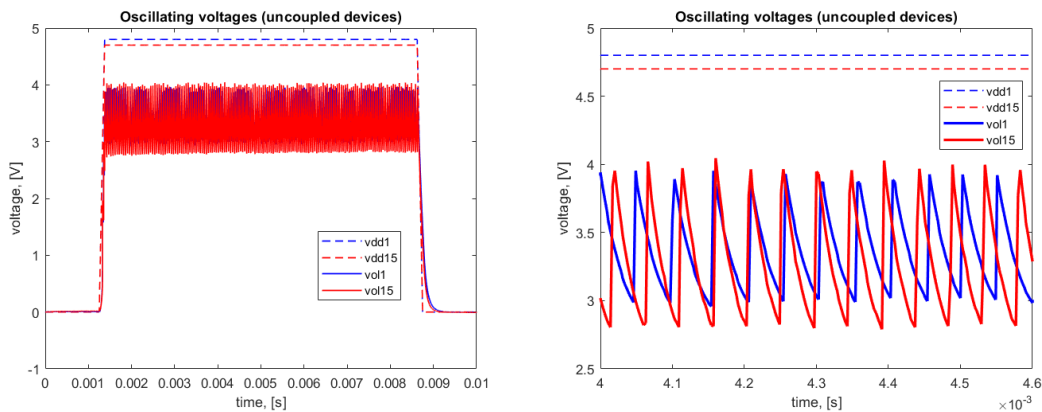 Oscillating voltages (uncoupled devices)
5
4
3
2
1
0
-1
voltage, [V]
vdd1
vdd15
vol1
vol15
0
0.001
0.002
0.003
0.004
0.005
0.006
0.007
0.008
0.009
0.01
time, [s]
Oscillating voltages (uncoupled devices)
5
4.5
4
3.5
3
2.5
voltage, [V]
vdd1
vdd15
vol1
vol15
4
4.1
4.2
4.3
4.4
4.5
4.6
time, [s]
×10⁻³